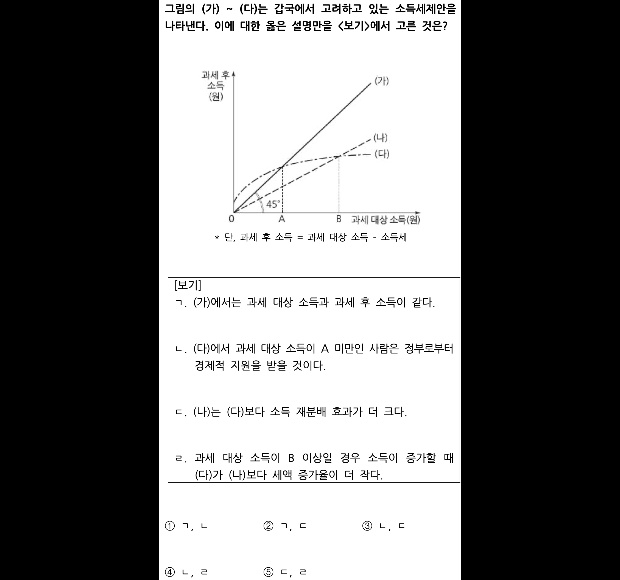 그림의 (가) ~ (다)는 갑국에서 고려하고 있는 소득세제안을
나타낸다. 이에 대한 옳은 설명만을 <보기>에서 고른 것은?
과세 후
소득
(원)
(가)
(나)
(다)
45°
0
A
B
과세 대상 소득(원)
* 단, 과세 후 소득 = 과세 대상 소득 - 소득세
[보기]
ㄱ. (가)에서는 과세 대상 소득과 과세 후 소득이 같다.
ㄴ. (다)에서 과세 대상 소득이 A 미만인 사람은 정부로부터
경제적 지원을 받을 것이다.
ㄷ. (나)는 (다)보다 소득 재분배 효과가 더 크다.
ㄹ. 과세 대상 소득이 B 이상일 경우 소득이 증가할 때
(다)가 (나)보다 세액 증가율이 더 작다.
① ㄱ, ㄴ ② ㄱ, ㄷ ③ ㄴ, ㄷ
④ ㄴ, ㄹ ⑤ ㄷ, ㄹ